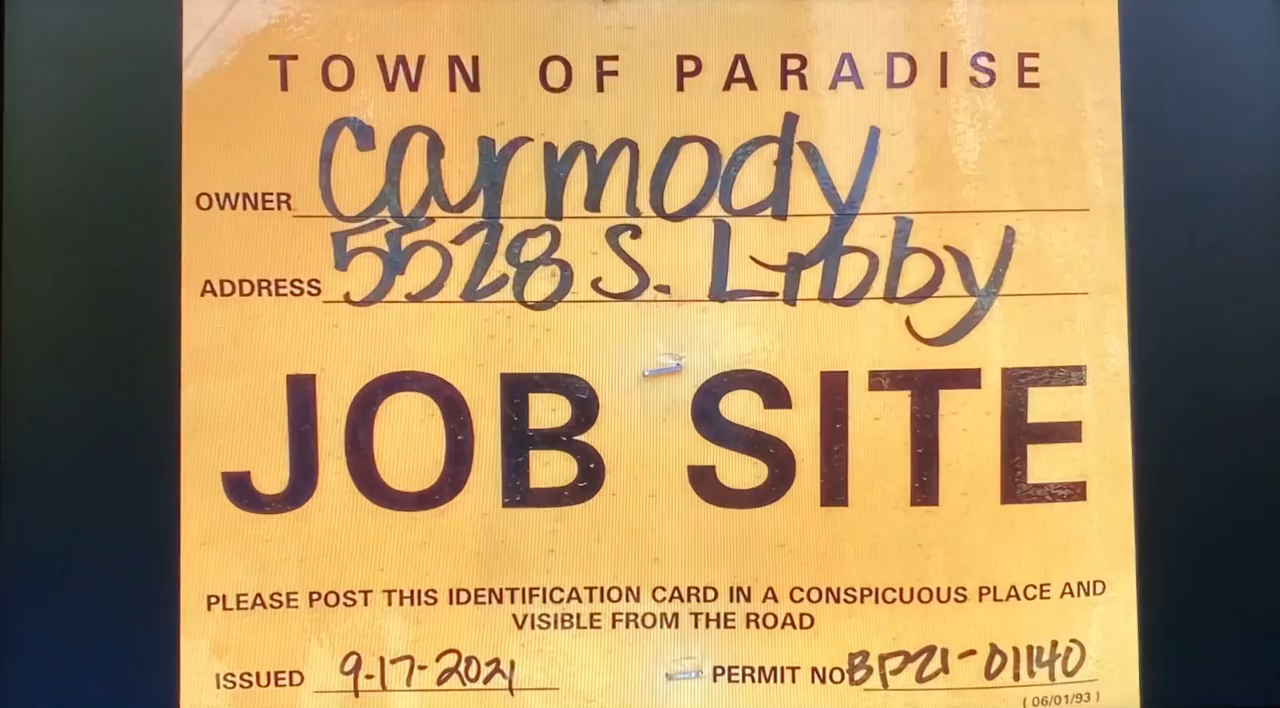 TOWN OF PARADISE
OWNER Carmody
ADDRESS 5528 S. Libby
JOB SITE
PLEASE POST THIS IDENTIFICATION CARD IN A CONSPICUOUS PLACE AND
VISIBLE FROM THE ROAD
ISSUED 9-17-2021 PERMIT NO BP21-01140
(06/01/93)